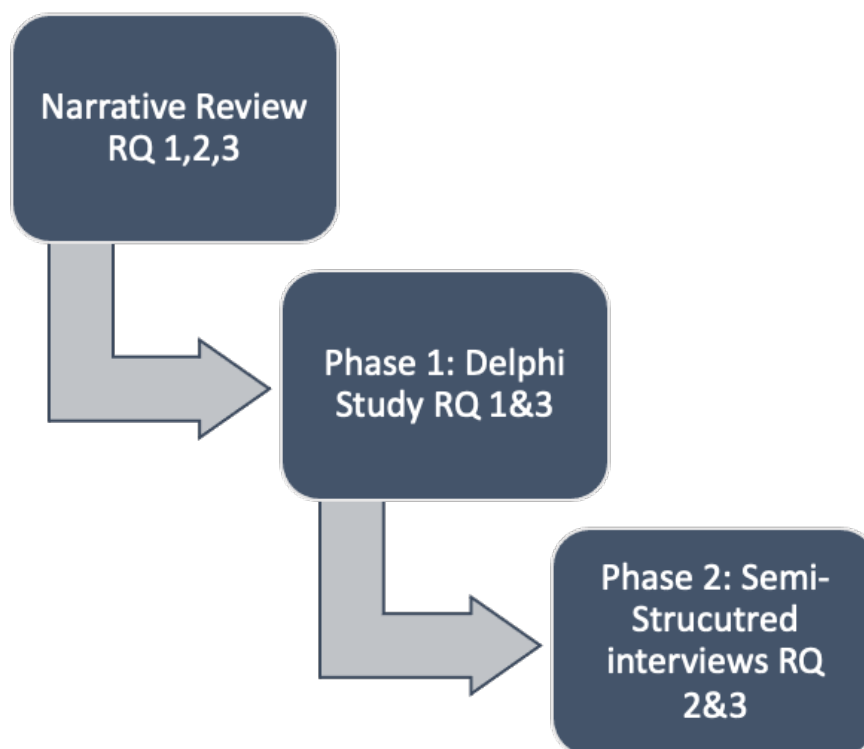 Narrative Review
RQ 1,2,3
Phase 1: Delphi
Study RQ 1&3
Phase 2: Semi-
Strucutred
interviews RQ
2&3